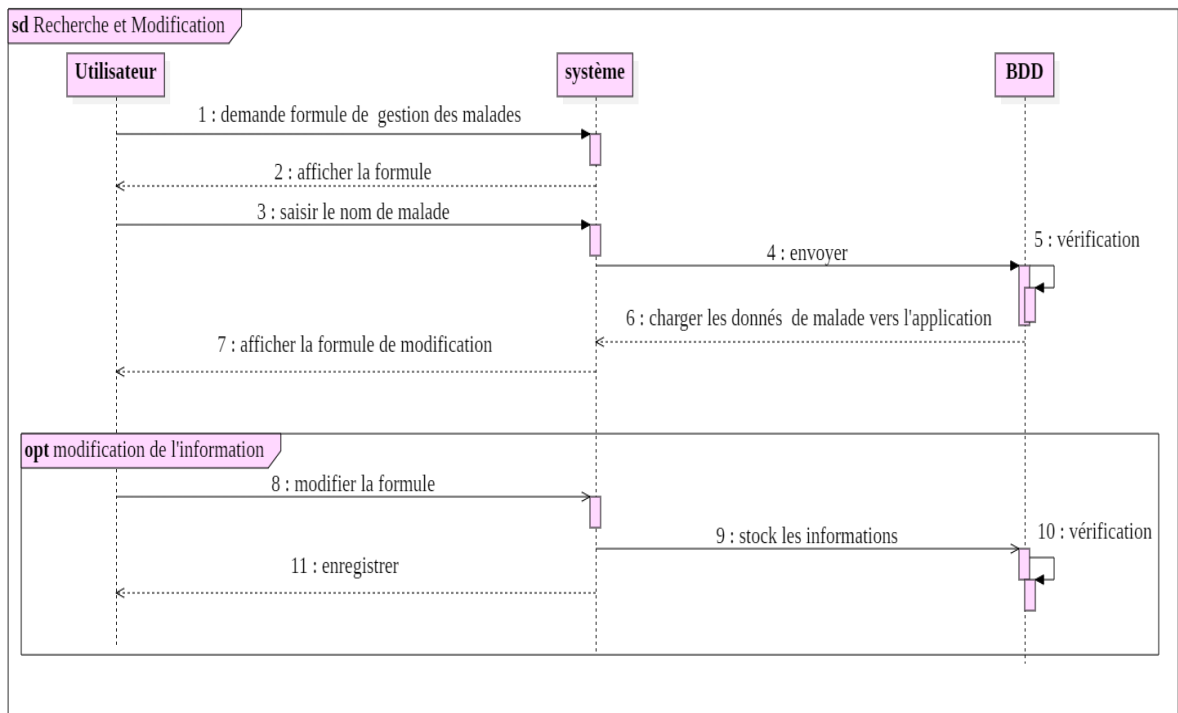 sd Recherche et Modification
Utilisateur
système
BDD
1 : demande formule de gestion des malades
2 : afficher la formule
3 : saisir le nom de malade
4 : envoyer
5 : vérification
6 : charger les donnés de malade vers l'application
7 : afficher la formule de modification
opt modification de l'information
8 : modifier la formule
9 : stock les informations
10 : vérification
11 : enregistrer